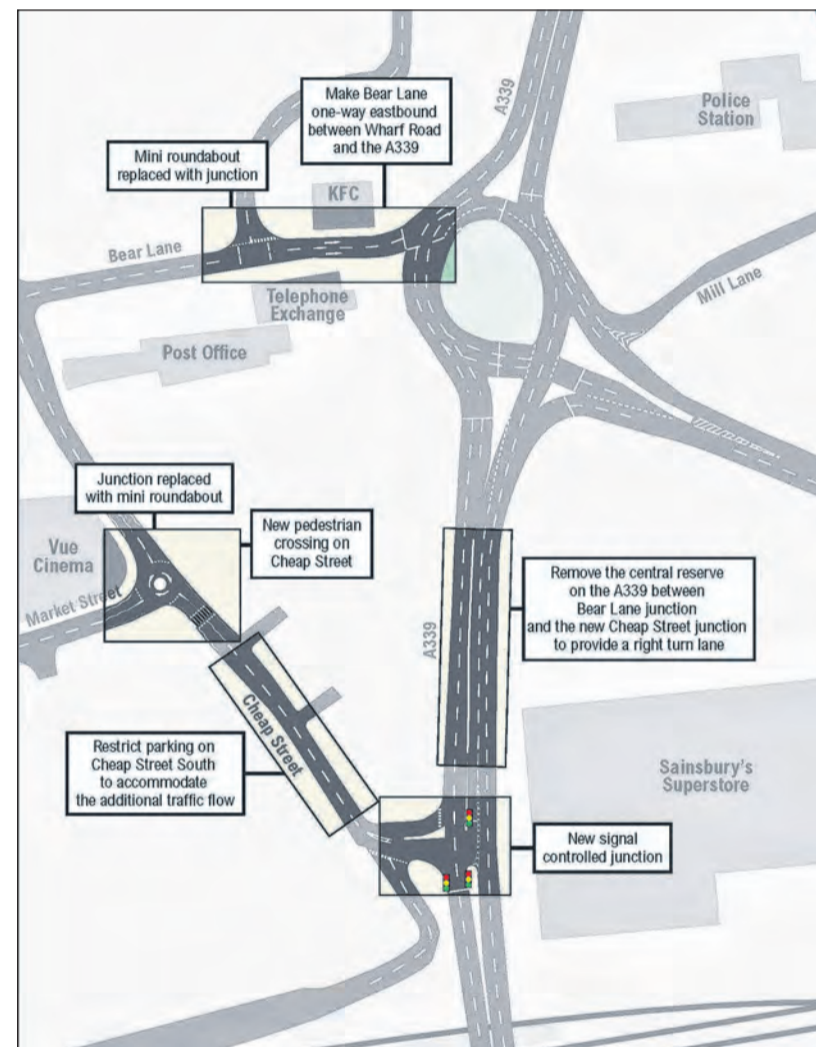 A339
Police
Station
Make Bear Lane
one-way eastbound
between Wharf Road
and the A339
Mini roundabout
replaced with junction
KFC
Bear Lane
Mill Lane
Telephone
Exchange
Post Office
Junction replaced
with mini roundabout
New pedestrian
crossing on
Cheap Street
Vue
Cinema
Market Street
A339
Remove the central reserve
on the A339 between
Bear Lane junction
and the new Cheap Street junction
to provide a right turn lane
Cheap Street
Restrict parking on
Cheap Street South
to accommodate
the additional traffic flow
Sainsbury's
Superstore
New signal
controlled junction